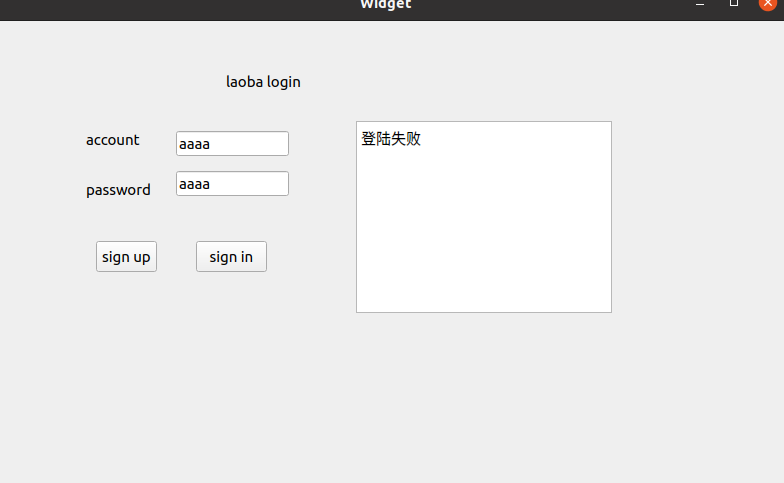 Widget
laoba login
account
aaaa
password
aaaa
sign up
sign in
登陆失败